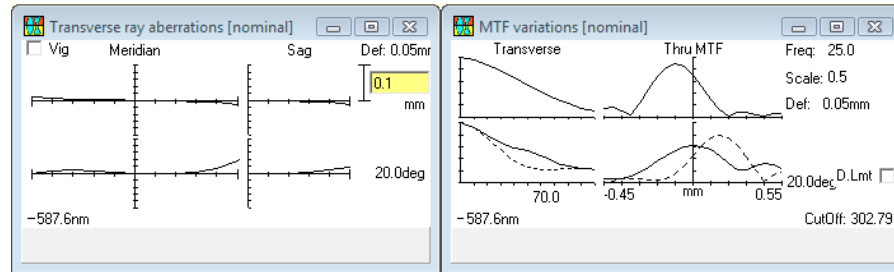 Transverse ray aberrations [nominal]
Vig Meridian Sag Def: 0.05mm
0.1
mm
20.0deg
-587.6nm
MTF variations [nominal]
Transverse Thru MTF Freq: 25.0
Scale: 0.5
Def: 0.05mm
20.0deg D.Lmt
70.0 -0.45 mm 0.55
-587.6nm CutOff: 302.79